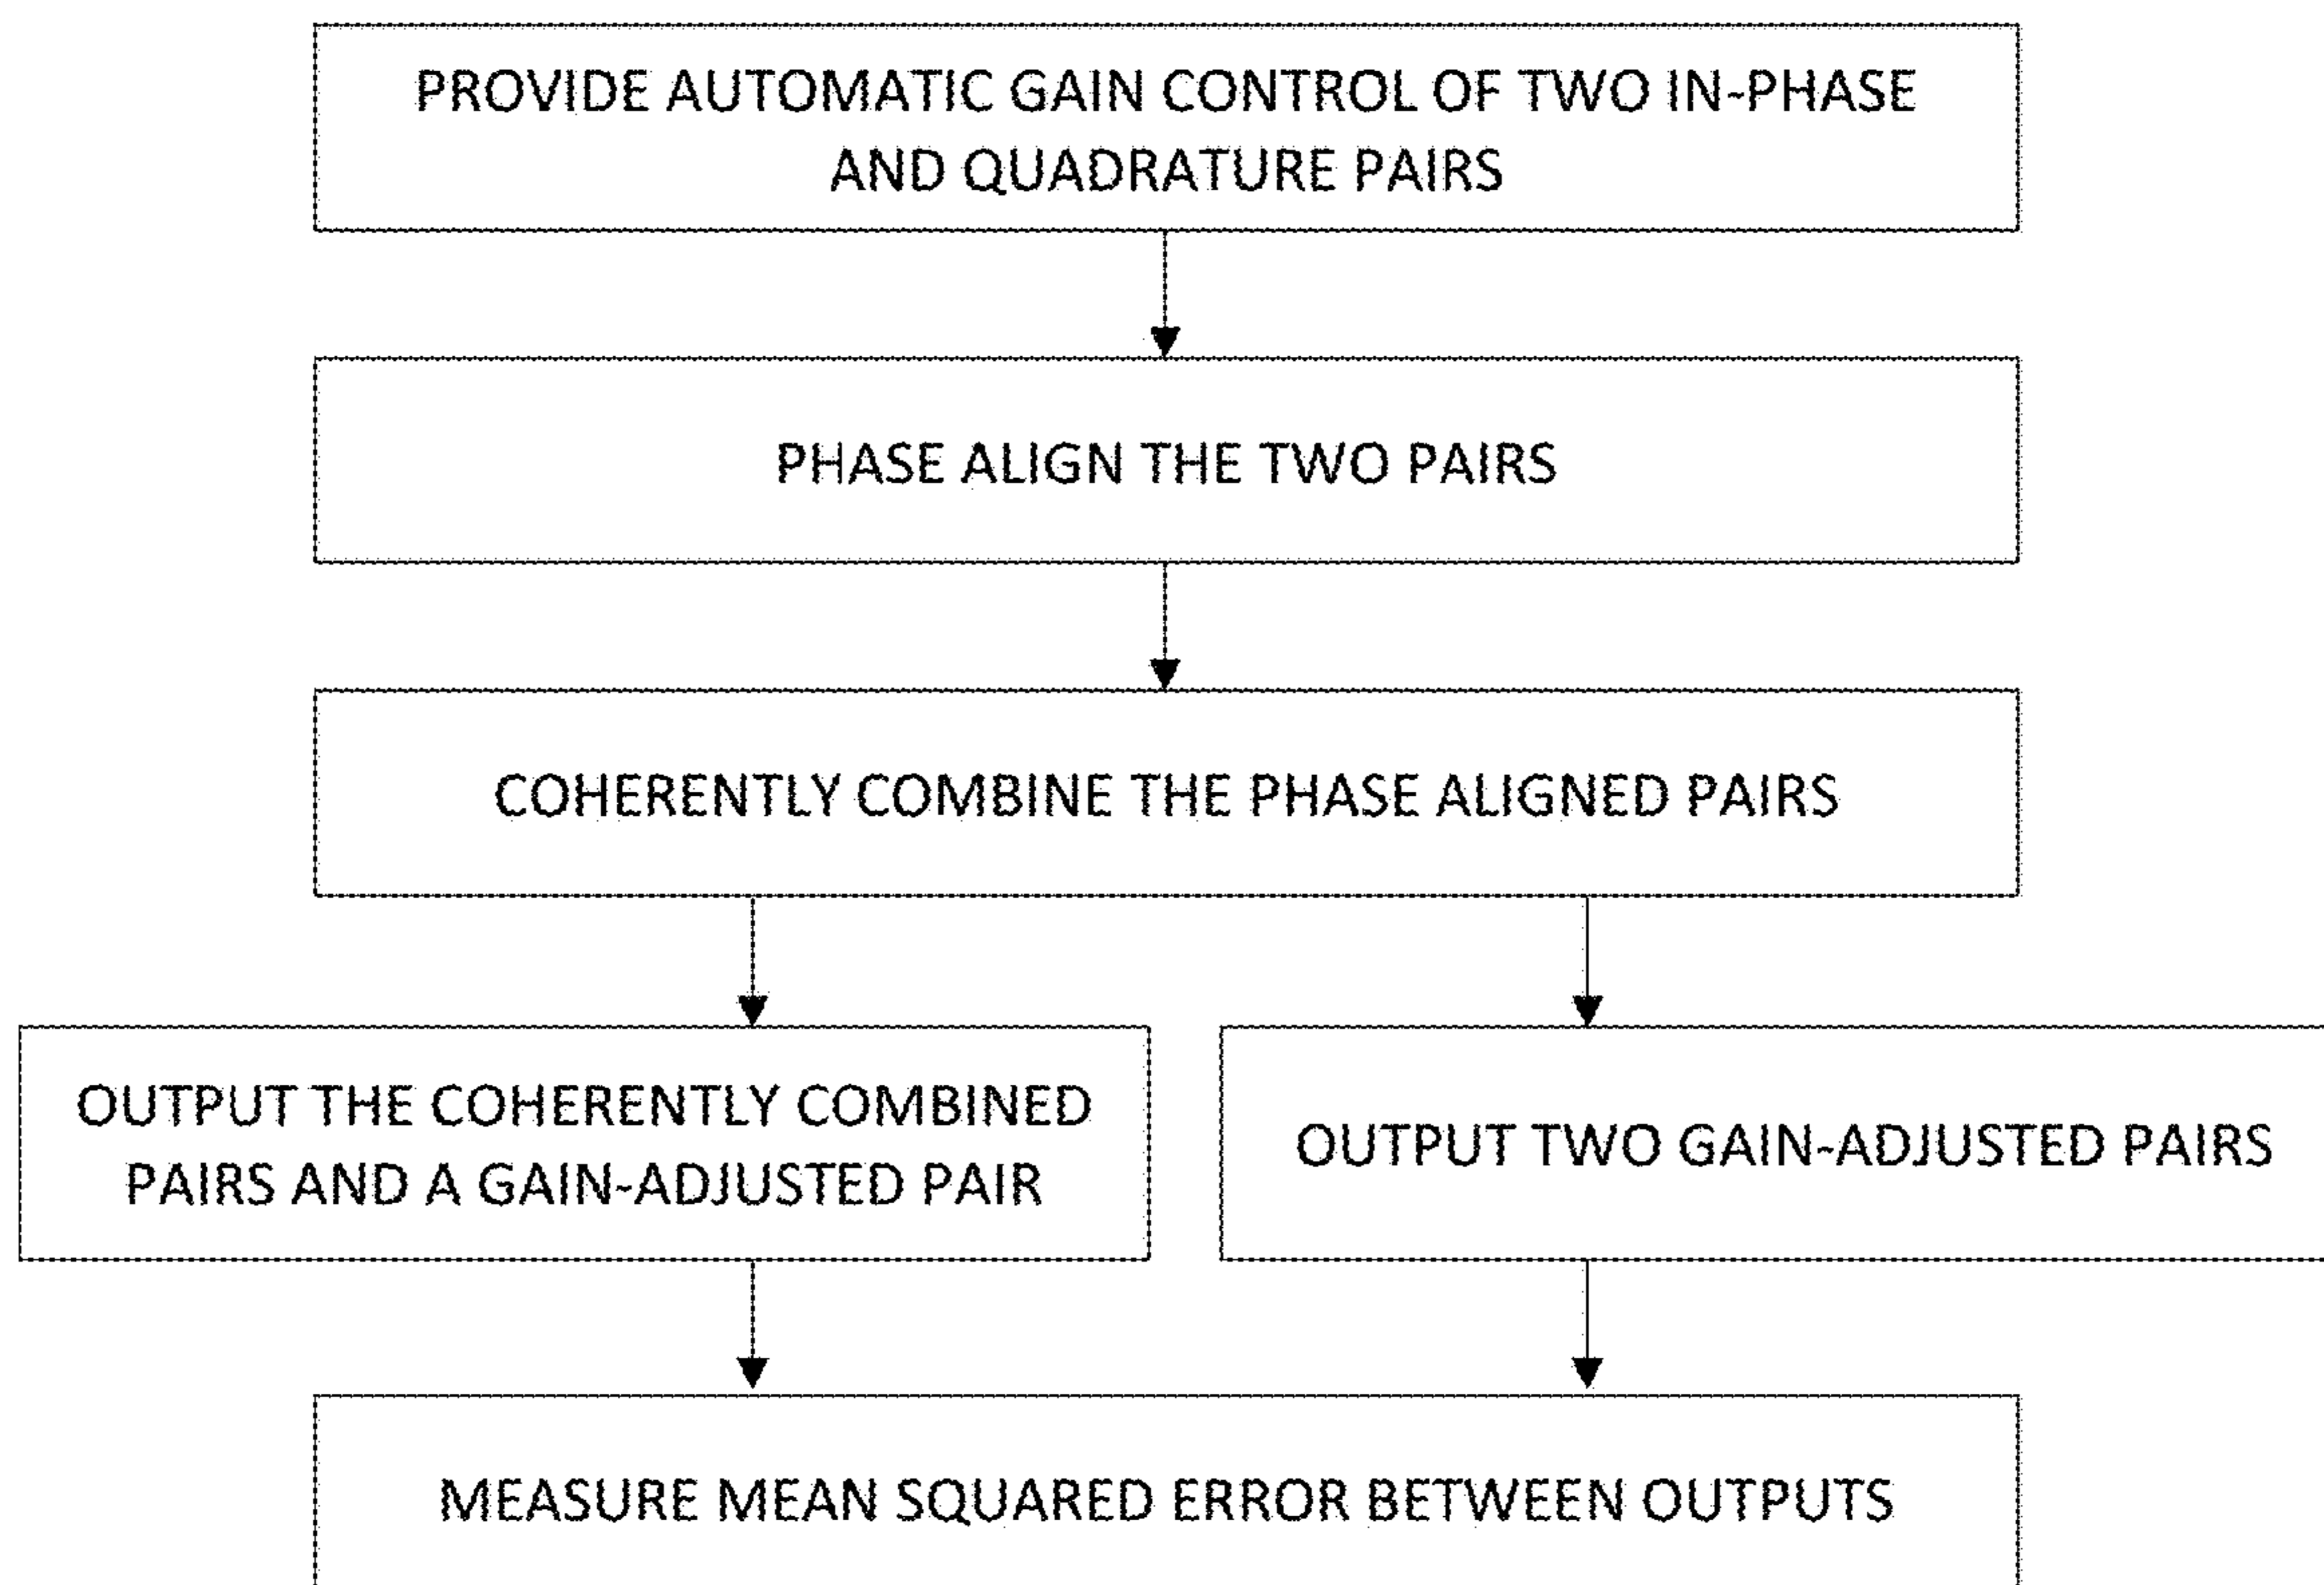 PROVIDE AUTOMATIC GAIN CONTROL OF TWO IN-PHASE
AND QUADRATURE PAIRS
PHASE ALIGN THE TWO PAIRS
COHERENTLY COMBINE THE PHASE ALIGNED PAIRS
OUTPUT THE COHERENTLY COMBINED
PAIRS AND A GAIN-ADJUSTED PAIR
OUTPUT TWO GAIN-ADJUSTED PAIRS
MEASURE MEAN SQUARED ERROR BETWEEN OUTPUTS